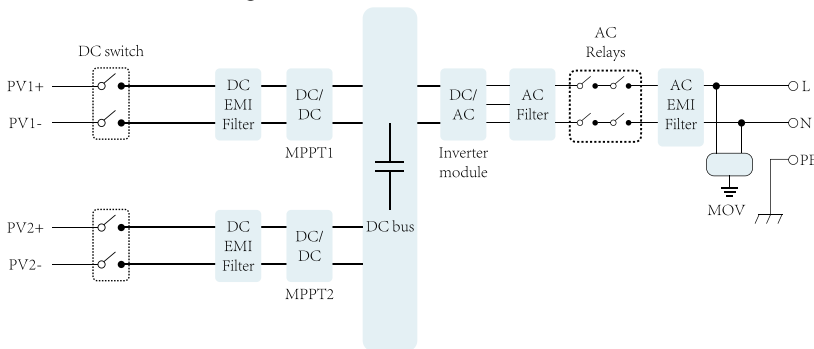 DC switch
AC
Relays
PV1+
PV1-
DC
EMI
Filter
DC/
DC
MPPT1
DC/
AC
Inverter
module
AC
Filter
AC
EMI
Filter
L
N
PE
MOV
DC bus
PV2+
PV2-
DC
EMI
Filter
DC/
DC
MPPT2